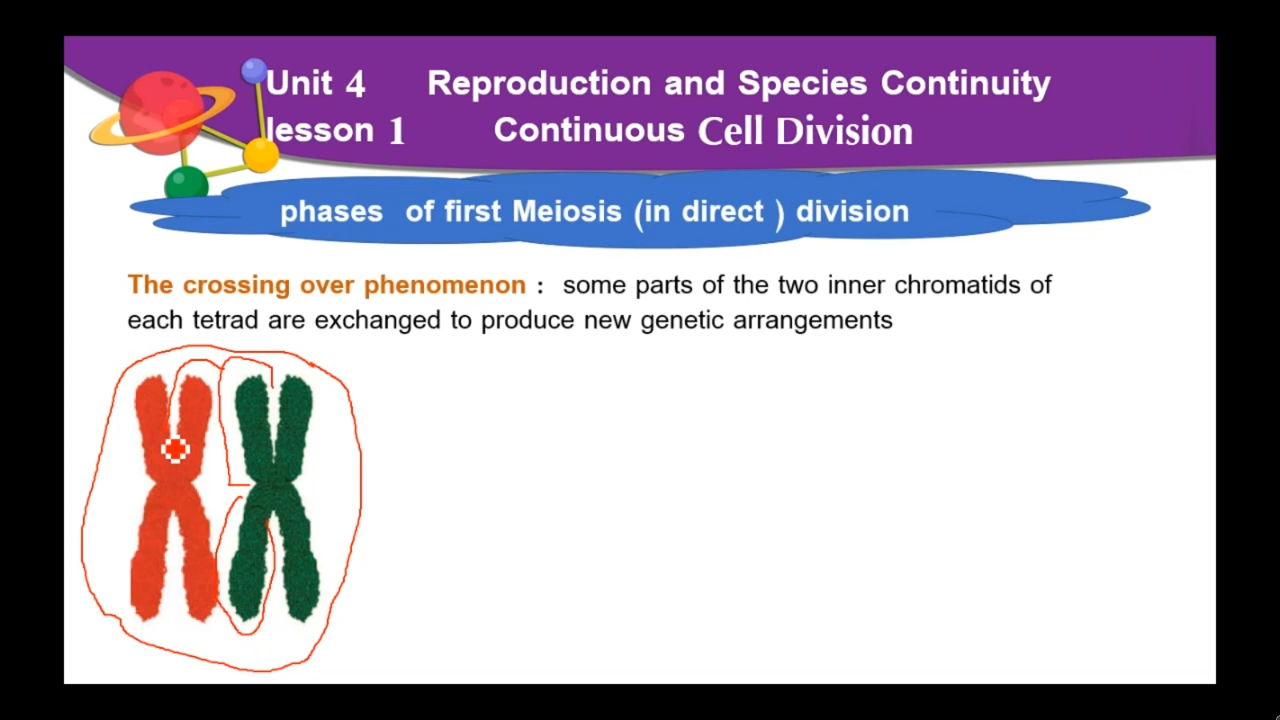 Unit 4 Reproduction and Species Continuity
lesson 1 Continuous Cell Division
phases of first Meiosis (in direct ) division
The crossing over phenomenon : some parts of the two inner chromatids of
each tetrad are exchanged to produce new genetic arrangements